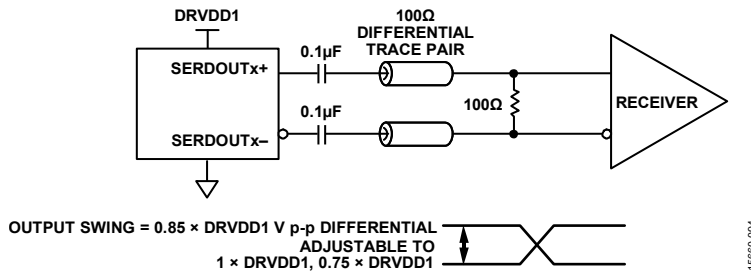 DRVDD1
100Ω
DIFFERENTIAL
TRACE PAIR
0.1µF
SERDOUTx+
0.1µF
100Ω
RECEIVER
SERDOUTx–
OUTPUT SWING = 0.85 × DRVDD1 V p-p DIFFERENTIAL
ADJUSTABLE TO
1 × DRVDD1, 0.75 × DRVDD1